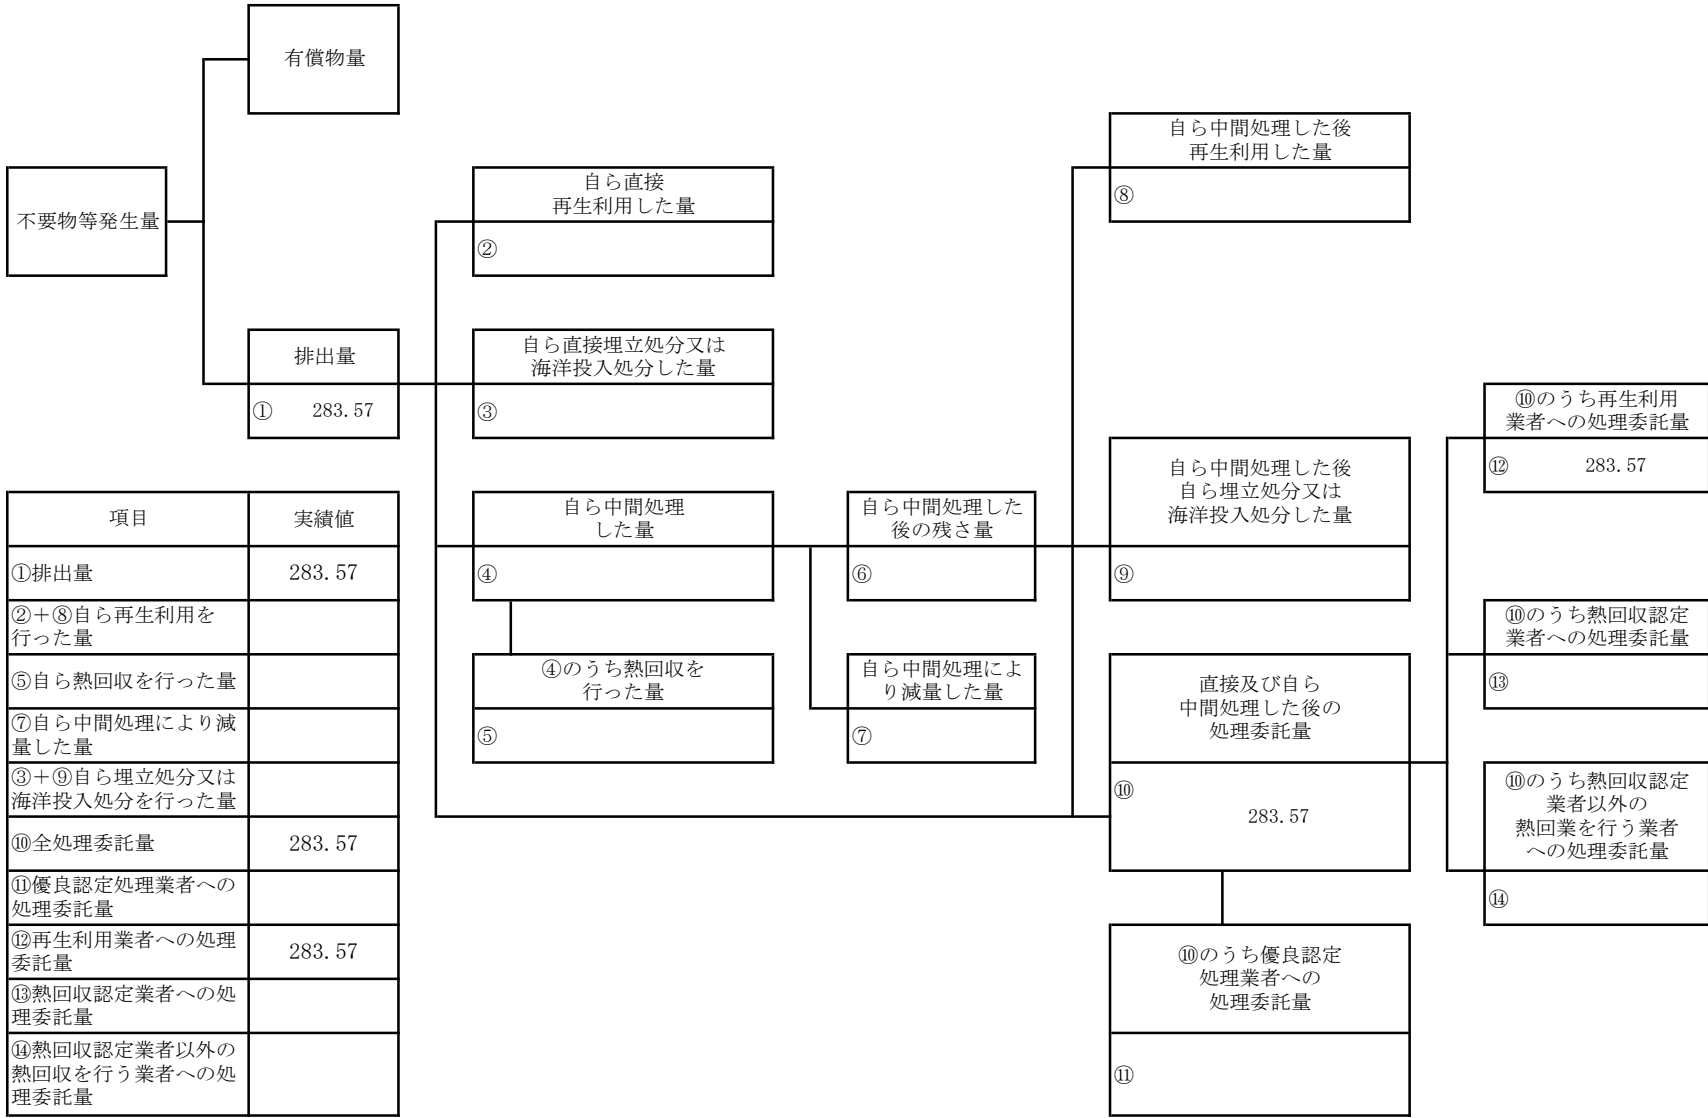 有償物量
不要物等発生量
排出量
① 283.57
自ら直接
再生利用した量
②
自ら直接埋立処分又は
海洋投入処分した量
③
自ら中間処理
した量
④
④のうち熱回収を
行った量
⑤
自ら中間処理した
後の残さ量
⑥
自ら中間処理によ
り減量した量
⑦
自ら中間処理した後
再生利用した量
⑧
自ら中間処理した後
自ら埋立処分又は
海洋投入処分した量
⑨
直接及び自ら
中間処理した後の
処理委託量
⑩
283.57
⑩のうち優良認定
処理業者への
処理委託量
⑪
⑩のうち再生利用
業者への処理委託量
⑫ 283.57
⑩のうち熱回収認定
業者への処理委託量
⑬
⑩のうち熱回収認定
業者以外の
熱回業を行う業者
への処理委託量
⑭
項目 実績値
①排出量 283.57
②＋⑧自ら再生利用を
行った量
⑤自ら熱回収を行った量
⑦自ら中間処理により減
量した量
③＋⑨自ら埋立処分又は
海洋投入処分を行った量
⑩全処理委託量 283.57
⑪優良認定処理業者への
処理委託量
⑫再生利用業者への処理
委託量 283.57
⑬熱回収認定業者への処
理委託量
⑭熱回収認定業者以外の
熱回収を行う業者への処
理委託量